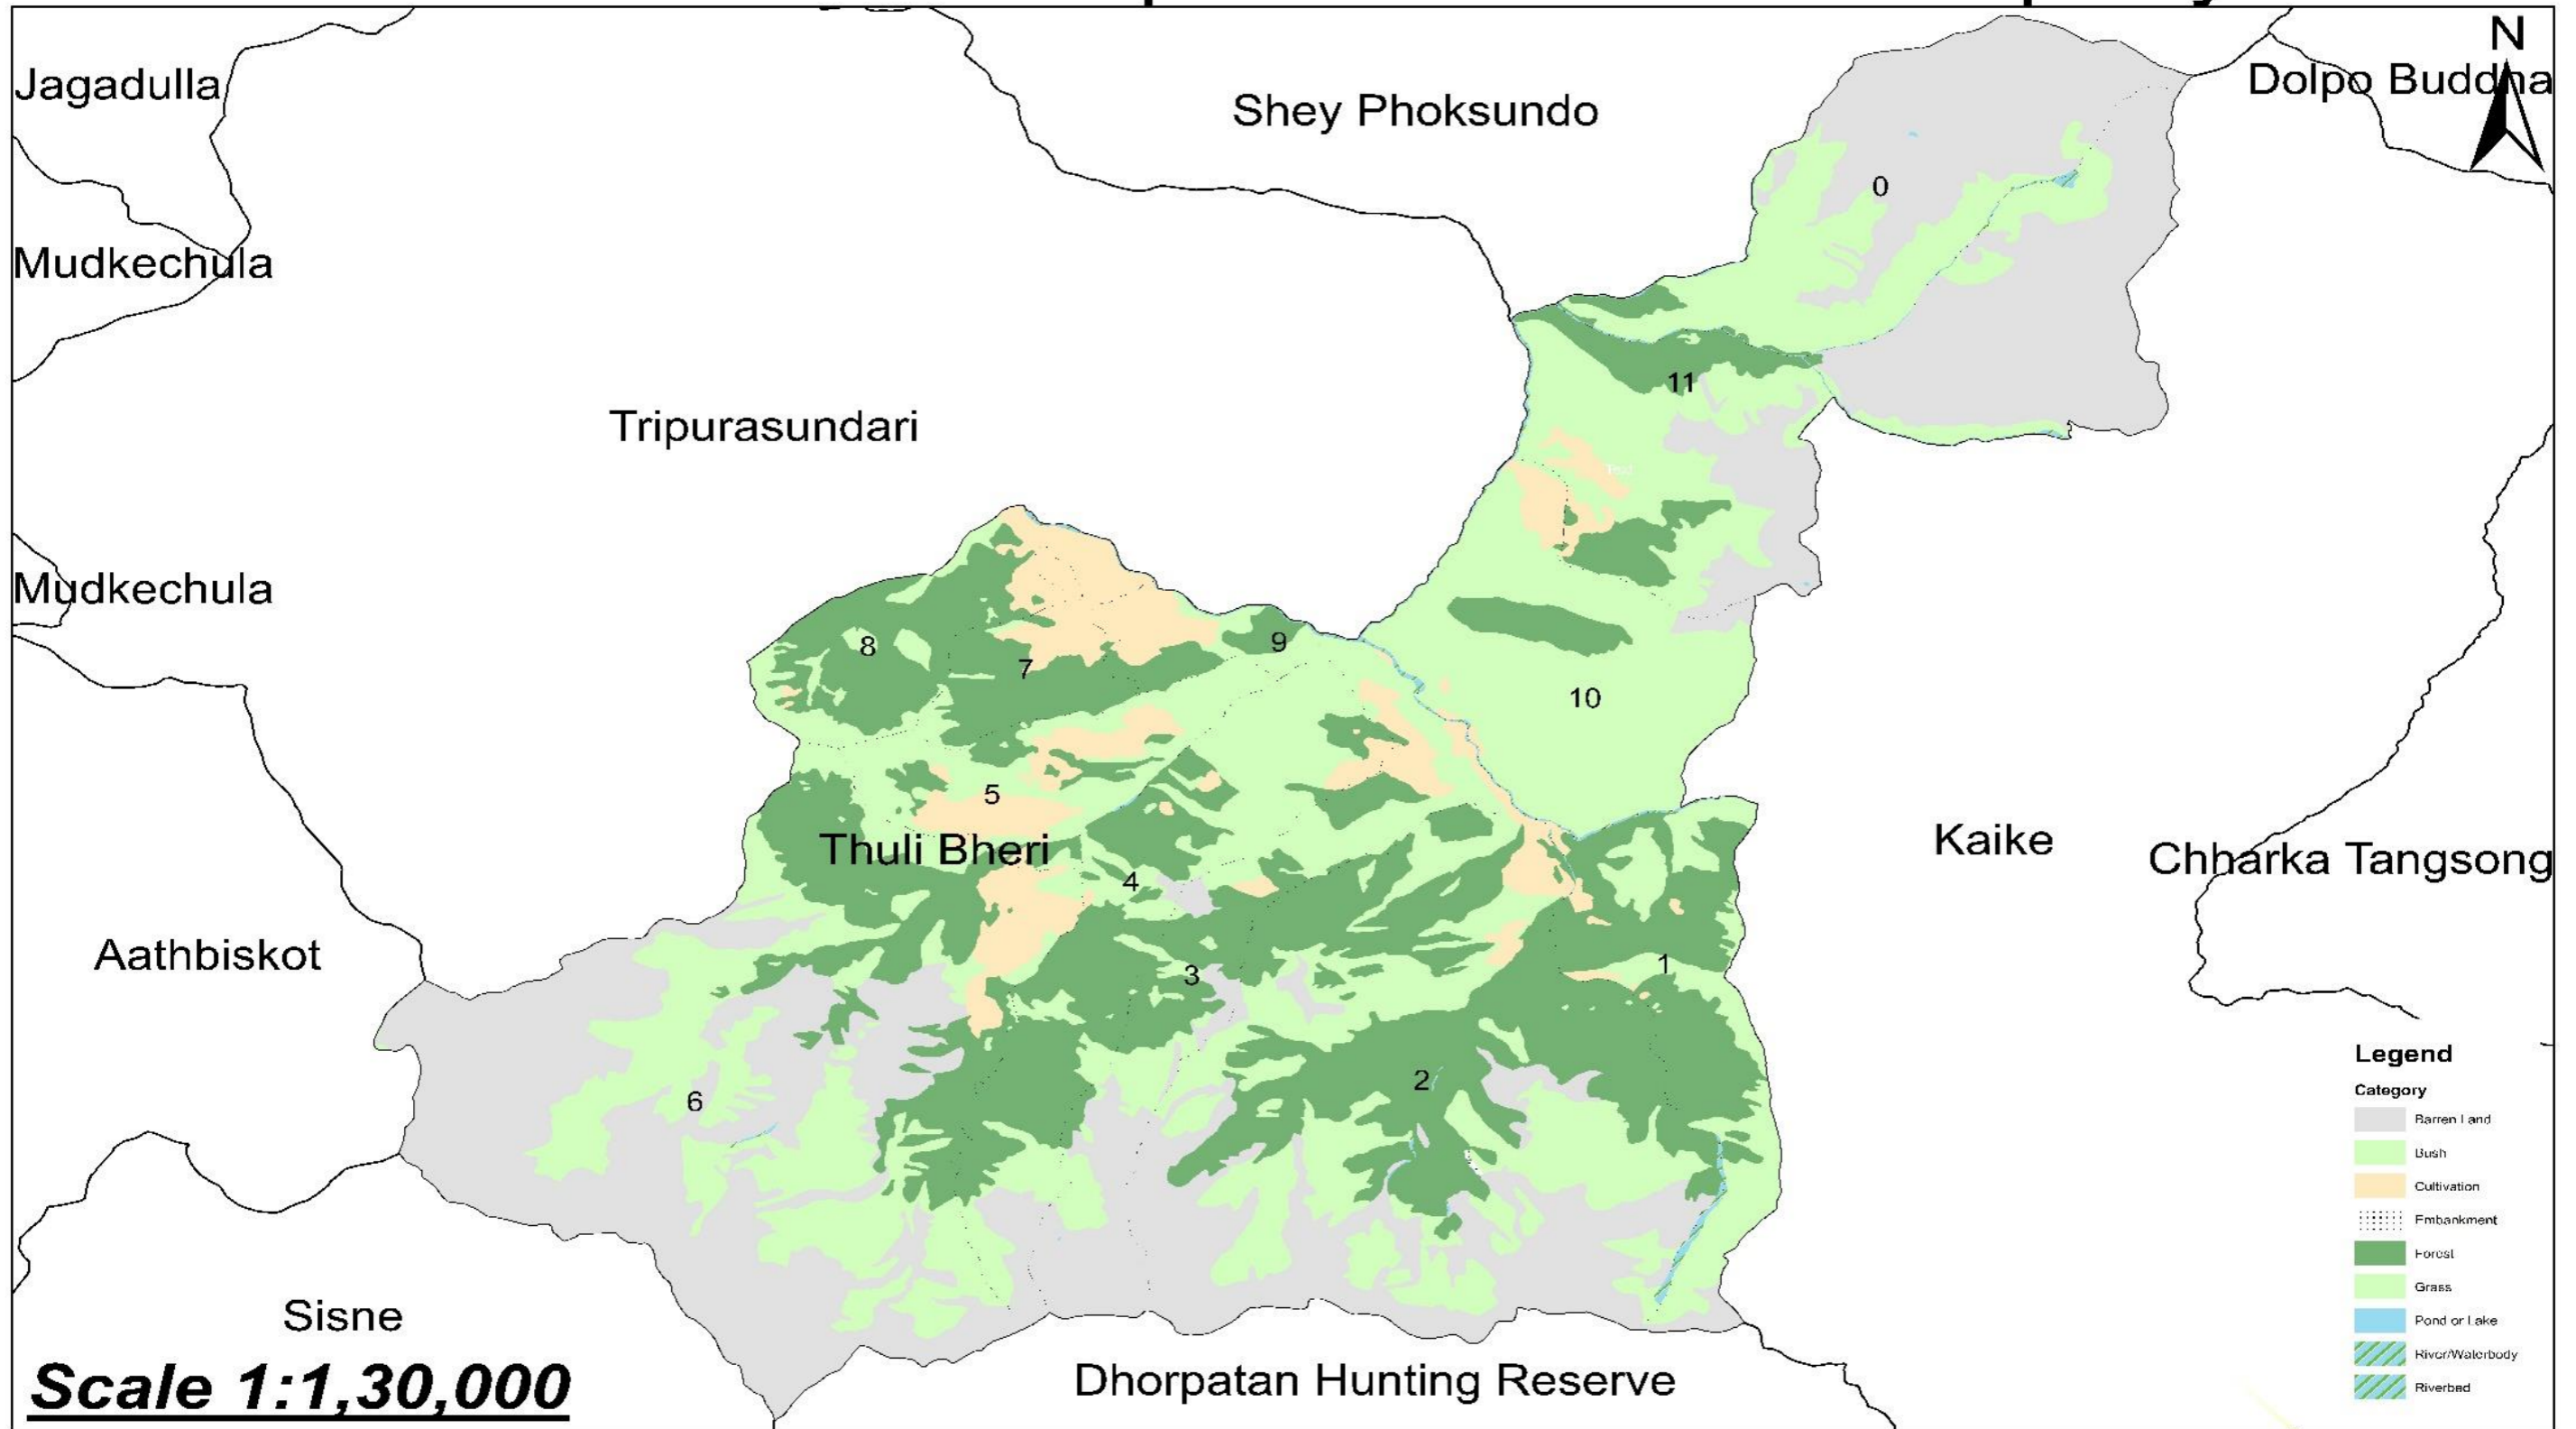 N
Jagadulla
Dolpo Buddha
Shey Phoksundo
0
Mudkechula
11
Tripurasundari
Text
Mudkechula
8
9
7
10
5
Thuli Bheri
Kaike
Chharka Tangsong
4
Aathbiskot
3
1
2
6
Legend
Category
Barren Land
Bush
Cultivation
Embankment
Forest
Grass
Pond or Lake
River/Waterbody
Riverbed
Sisne
Scale 1:1,30,000
Dhorpatan Hunting Reserve